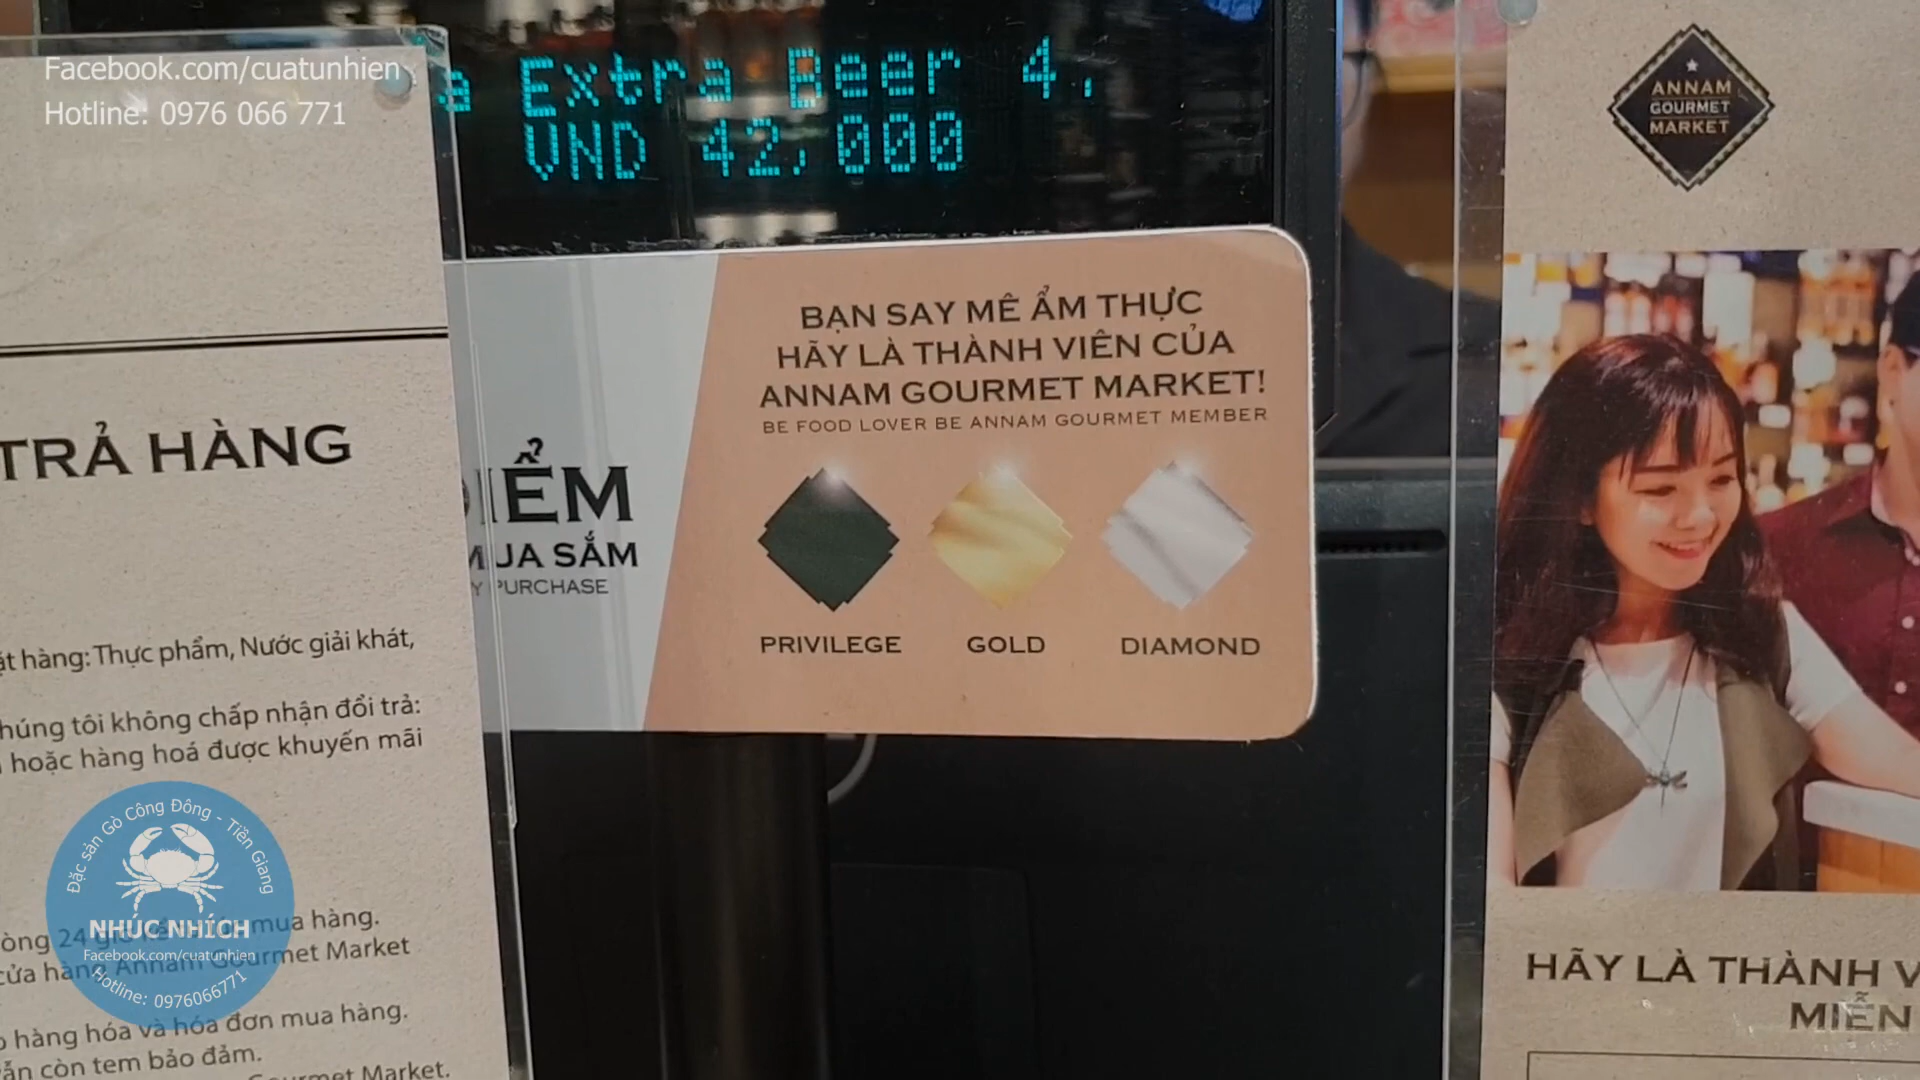 Facebook.com/cuatunhien
Hotline: 0976 066 771
a Extra Beer 4.
VND 42,000
ANNAM
GOURMET
MARKET
BẠN SAY MÊ ẨM THỰC
HÃY LÀ THÀNH VIÊN CỦA
ANNAM GOURMET MARKET!
BE FOOD LOVER BE ANNAM GOURMET MEMBER
PRIVILEGE GOLD DIAMOND
ĐIỂM
MUA SẮM
PURCHASE
TRẢ HÀNG
hàng: Thực phẩm, Nước giải khát,
không chấp nhận đổi trả:
hoặc hàng hoá được khuyến mãi
24 mua hàng.
Annam Gourmet Market
hàng hóa và hóa đơn mua hàng.
còn tem bảo đảm.
Gourmet Market.
Đặc sản Gò Công Đông - Tiền Giang
NHÚC NHÍCH
Facebook.com/cuatunhien
Hotline: 0976066771
HÃY LÀ THÀNH V
MIỄN